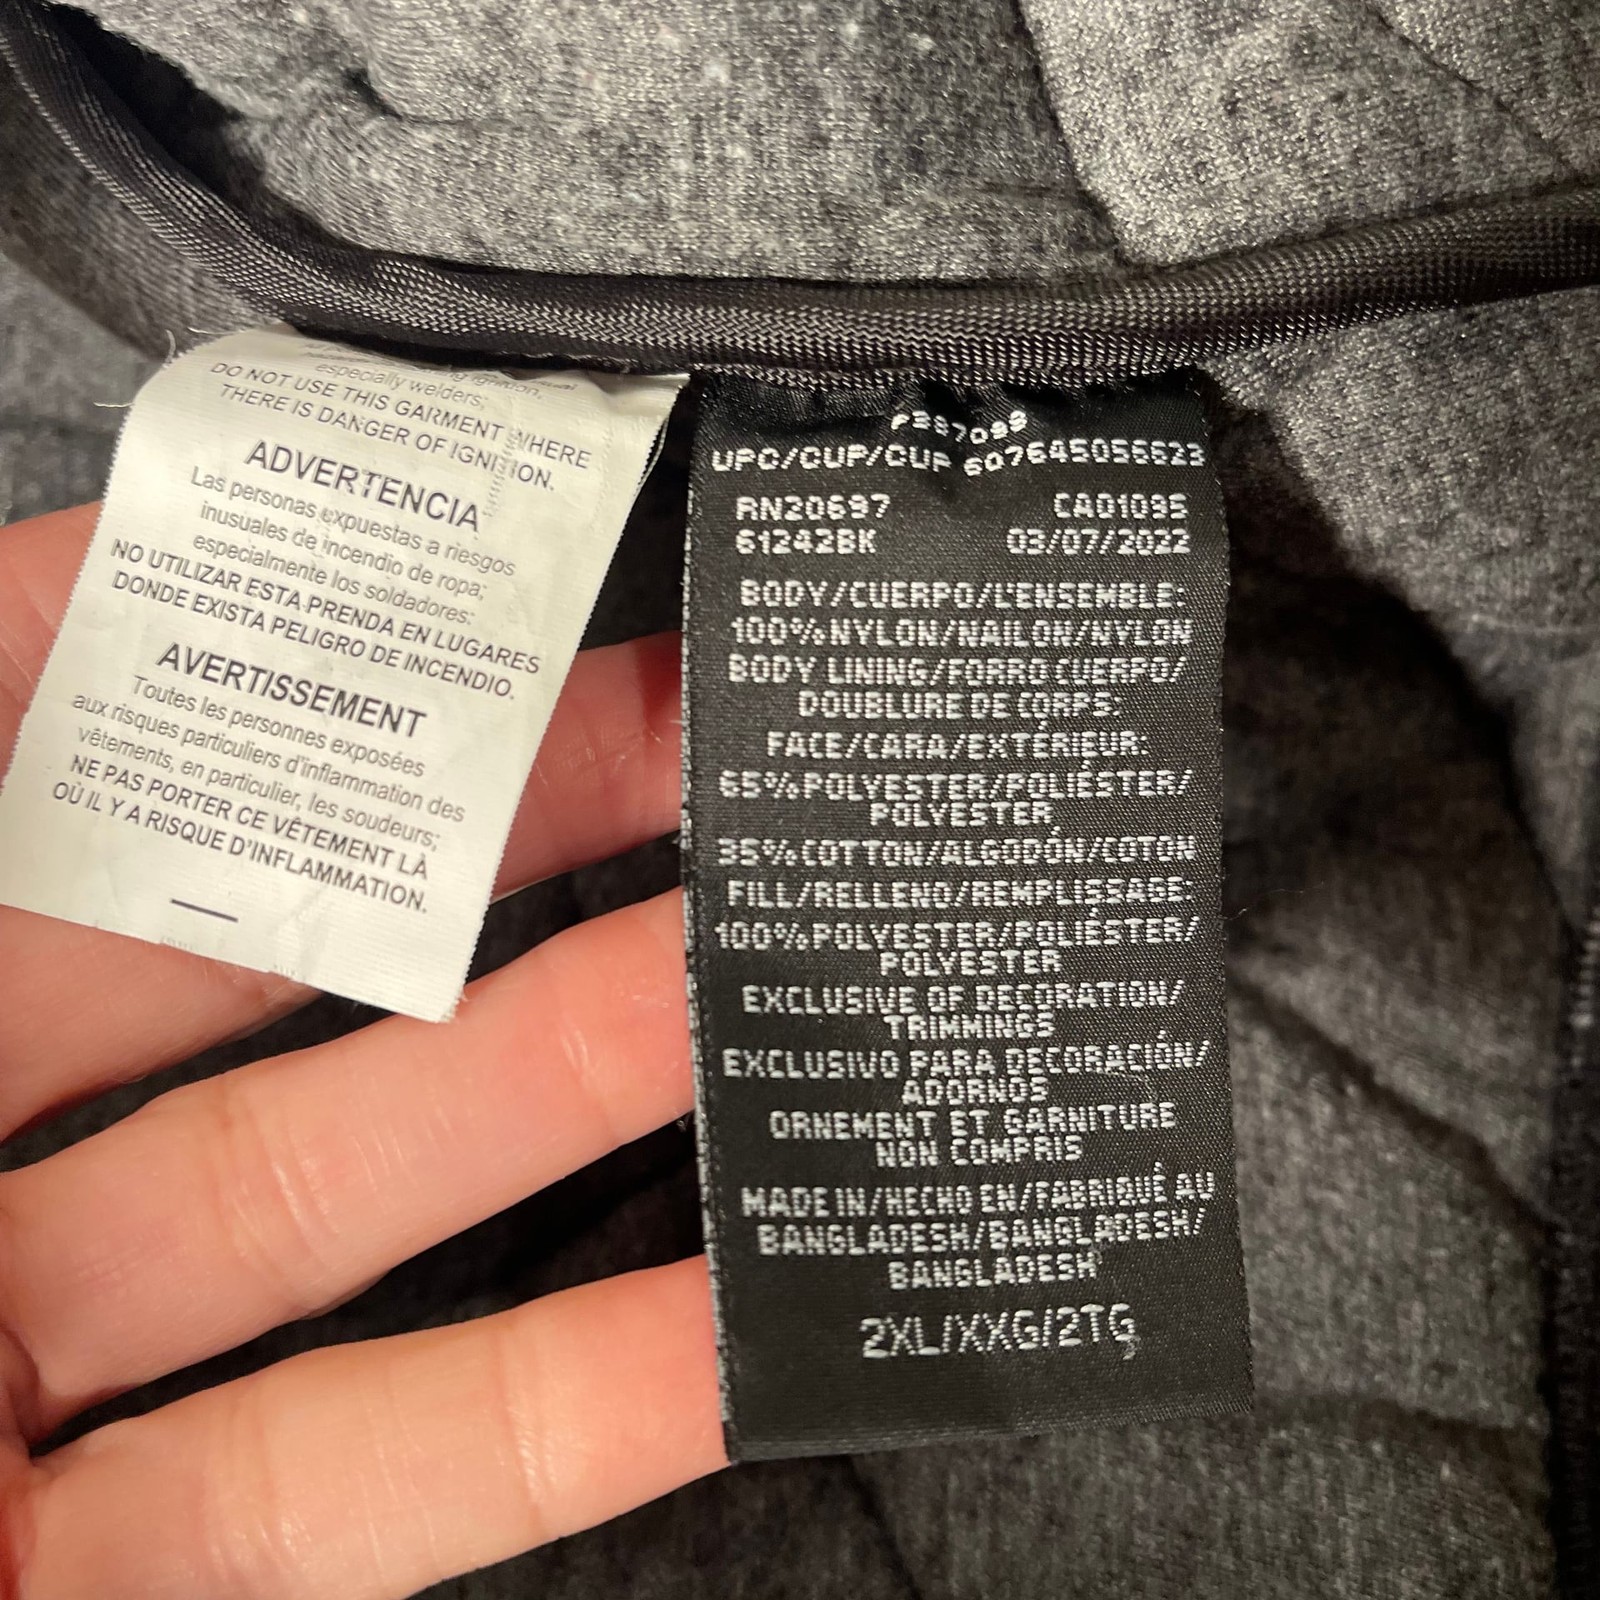 especially welders;
DO NOT USE THIS GARMENT WHERE
THERE IS DANGER OF IGNITION.
ADVERTENCIA
Las personas expuestas a riesgos
inusuales de incendio de ropa;
especialmente los soldadores:
NO UTILIZAR ESTA PRENDA EN LUGARES
DONDE EXISTA PELIGRO DE INCENDIO.
AVERTISSEMENT
Toutes les personnes exposées
aux risques particuliers d'inflammation des
vêtements, en particulier, les soudeurs;
NE PAS PORTER CE VÊTEMENT LÀ
OÙ IL Y A RISQUE D'INFLAMMATION.
UPC/CUP/CUP 607645055523
RN20697 CA01095
61242BK 03/07/2022
BODY/CUERPO/L'ENSEMBLE:
100%NYLON/NAILON/NYLON
BODY LINING/FORRO CUERPO/
DOUBLURE DE CORPS:
FACE/CARA/EXTERIEUR:
65%POLYESTER/POLIÉSTER/
POLYESTER
35%COTTON/ALGODÓN/COTON
FILL/RELLENO/REMPLISSAGE:
100%POLYESTER/POLIÉSTER/
POLYESTER
EXCLUSIVE OF DECORATION/
TRIMMINGS
EXCLUSIVO PARA DECORACIÓN/
ADORNOS
ORNEMENT ET GARNITURE
NON COMPRIS
MADE IN/HECHO EN/FABRIQUÉ AU
BANGLADESH/BANGLADESH/
BANGLADESH
2XL/XXG/2TG